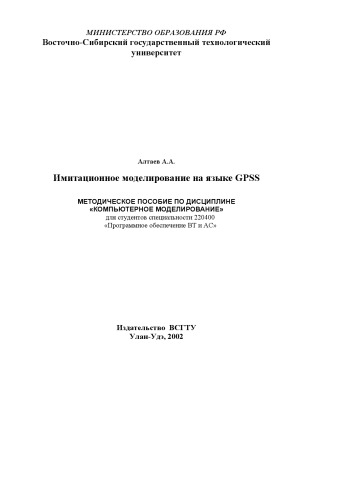 МИНИСТЕРСТВО ОБРАЗОВАНИЯ РФ
Восточно-Сибирский государственный технологический
университет
Алтаев А.А.
Имитационное моделирование на языке GPSS
МЕТОДИЧЕСКОЕ ПОСОБИЕ ПО ДИСЦИПЛИНЕ
«КОМПЬЮТЕРНОЕ МОДЕЛИРОВАНИЕ»
для студентов специальности 220400
«Программное обеспечение ВТ и АС»
Издательство ВСГТУ
Улан-Удэ, 2002